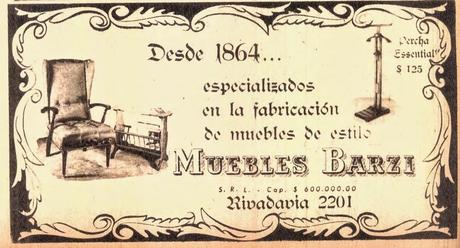 Desde 1864...
Percha
"Essential"
$ 125
especializados
en la fabricación
de muebles de estilo
MUEBLES BARZI
S. R. L. - Cap. $ 600.000.00
Rivadavia 2201